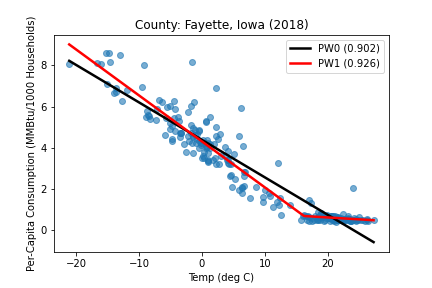 County: Fayette, Iowa (2018)
PW0 (0.902)
PW1 (0.926)
Per-Capita Consumption (MMBtu/1000 Households)
8
6
4
2
0
−20
−10
0
10
20
Temp (deg C)